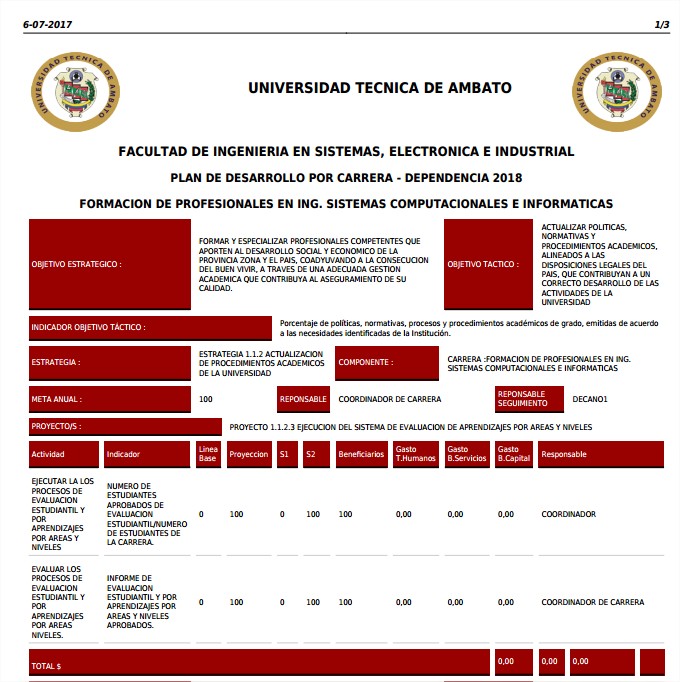 6-07-2017
1/3
UNIVERSIDAD TECNICA DE AMBATO
UNIVERSIDAD TECNICA DE AMBATO
UNIVERSIDAD TECNICA DE AMBATO
FACULTAD DE INGENIERIA EN SISTEMAS, ELECTRONICA E INDUSTRIAL
PLAN DE DESARROLLO POR CARRERA - DEPENDENCIA 2018
FORMACION DE PROFESIONALES EN ING. SISTEMAS COMPUTACIONALES E INFORMATICAS
OBJETIVO ESTRATEGICO :
FORMAR Y ESPECIALIZAR PROFESIONALES COMPETENTES QUE
APORTEN AL DESARROLLO SOCIAL Y ECONOMICO DE LA
PROVINCIA ZONA Y EL PAIS, COADYUVANDO A LA CONSECUCION
DEL BUEN VIVIR, A TRAVES DE UNA ADECUADA GESTION
ACADEMICA QUE CONTRIBUYA AL ASEGURAMIENTO DE SU
CALIDAD.
OBJETIVO TACTICO :
ACTUALIZAR POLITICAS,
NORMATIVAS Y
PROCEDIMIENTOS ACADEMICOS,
ALINEADOS A LAS
DISPOSICIONES LEGALES DEL
PAIS, QUE CONTRIBUYAN A UN
CORRECTO DESARROLLO DE LAS
ACTIVIDADES DE LA
UNIVERSIDAD
INDICADOR OBJETIVO TÁCTICO :
Porcentaje de políticas, normativas, procesos y procedimientos académicos de grado, emitidas de acuerdo
a las necesidades identificadas de la Institución.
ESTRATEGIA :
ESTRATEGIA 1.1.2 ACTUALIZACION
DE PROCEDIMIENTOS ACADEMICOS
DE LA UNIVERSIDAD
COMPONENTE :
CARRERA :FORMACION DE PROFESIONALES EN ING.
SISTEMAS COMPUTACIONALES E INFORMATICAS
META ANUAL :
100
REPONSABLE
COORDINADOR DE CARRERA
REPONSABLE
SEGUIMIENTO
DECANO1
PROYECTO/S :
PROYECTO 1.1.2.3 EJECUCION DEL SISTEMA DE EVALUACION DE APRENDIZAJES POR AREAS Y NIVELES
Actividad
Indicador
Linea
Base
Proyeccion
S1
S2
Beneficiarios
Gasto
T.Humanos
Gasto
B.Servicios
Gasto
B.Capital
Responsable
EJECUTAR LA LOS
PROCESOS DE
EVALUACION
ESTUDIANTIL Y
POR
APRENDIZAJES
POR AREAS Y
NIVELES
NUMERO DE
ESTUDIANTES
APROBADOS DE
EVALUACION
ESTUDIANTIL/NUMERO
DE ESTUDIANTES DE
LA CARRERA.
0
100
0
100
100
0,00
0,00
0,00
COORDINADOR
EVALUAR LOS
PROCESOS DE
EVALUACION
ESTUDIANTIL Y
POR
APRENDIZAJES
POR AREAS
NIVELES.
INFORME DE
EVALUACION
ESTUDIANTIL Y POR
APRENDIZAJES POR
AREAS Y NIVELES
APROBADOS.
0
100
0
100
100
0,00
0,00
0,00
COORDINADOR DE CARRERA
TOTAL $
0,00
0,00
0,00